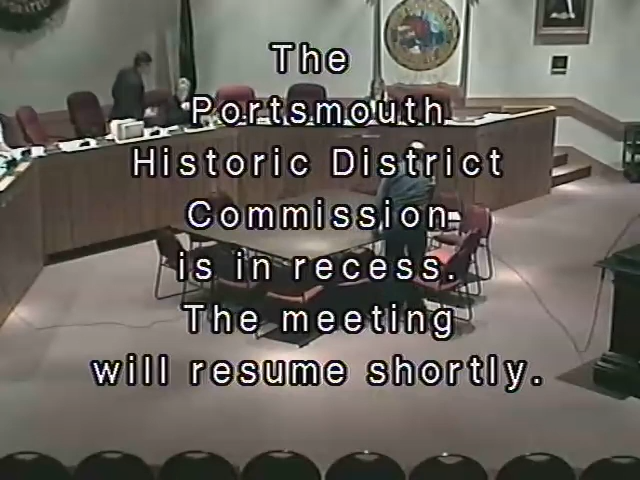 The
Portsmouth
Historic District
Commission
is in recess.
The meeting
will resume shortly.